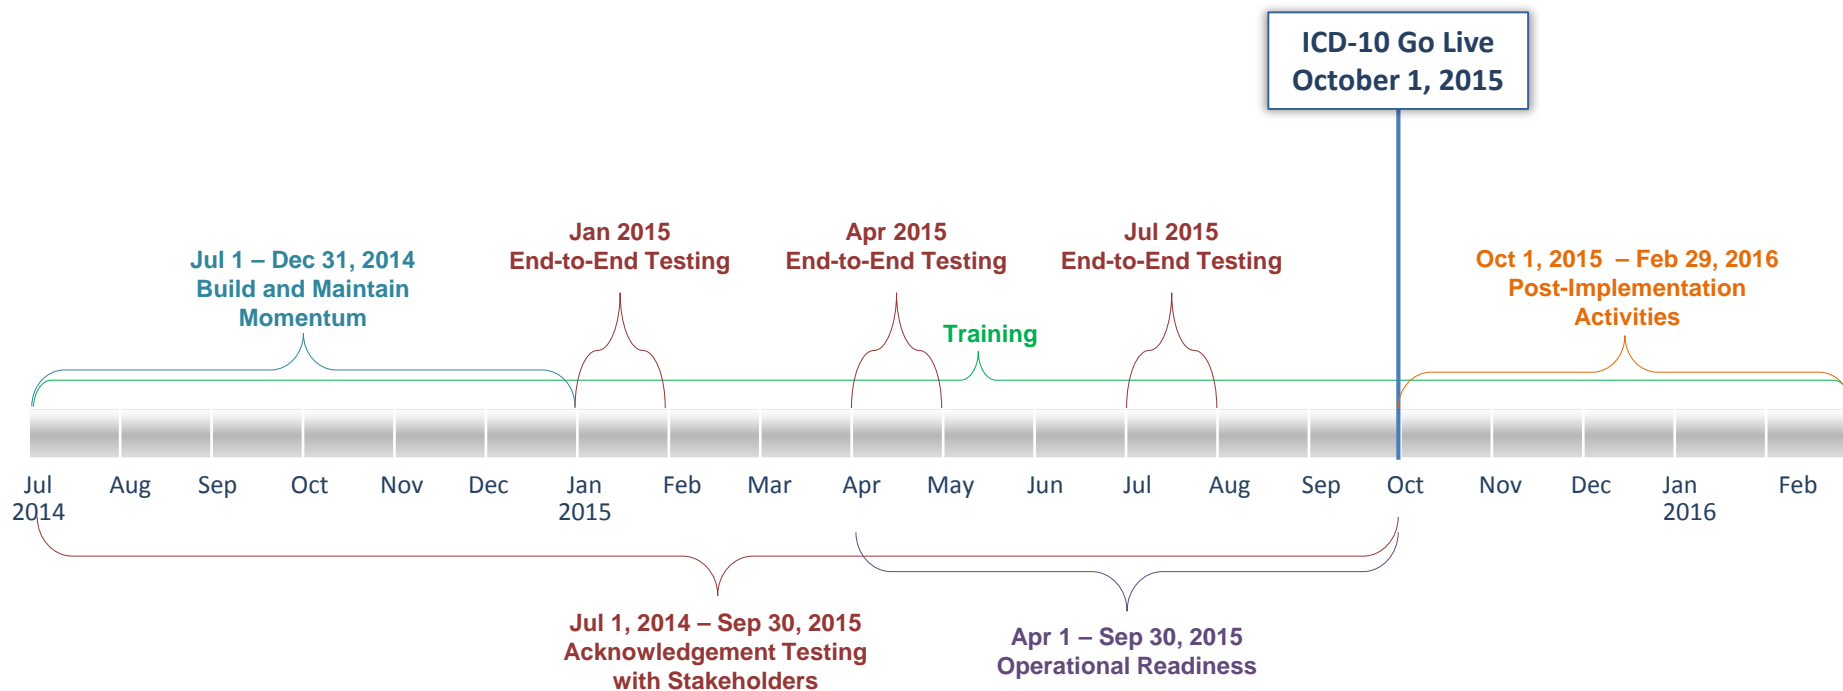 ICD-10 Go Live
October 1, 2015
Jan 2015
End-to-End Testing
Apr 2015
End-to-End Testing
Jul 2015
End-to-End Testing
Jul 1 – Dec 31, 2014
Build and Maintain
Momentum
Oct 1, 2015 – Feb 29, 2016
Post-Implementation
Activities
Training
Jul
2014
Aug
Sep
Oct
Nov
Dec
Jan
2015
Feb
Mar
Apr
May
Jun
Jul
Aug
Sep
Oct
Nov
Dec
Jan
2016
Feb
Jul 1, 2014 – Sep 30, 2015
Acknowledgement Testing
with Stakeholders
Apr 1 – Sep 30, 2015
Operational Readiness